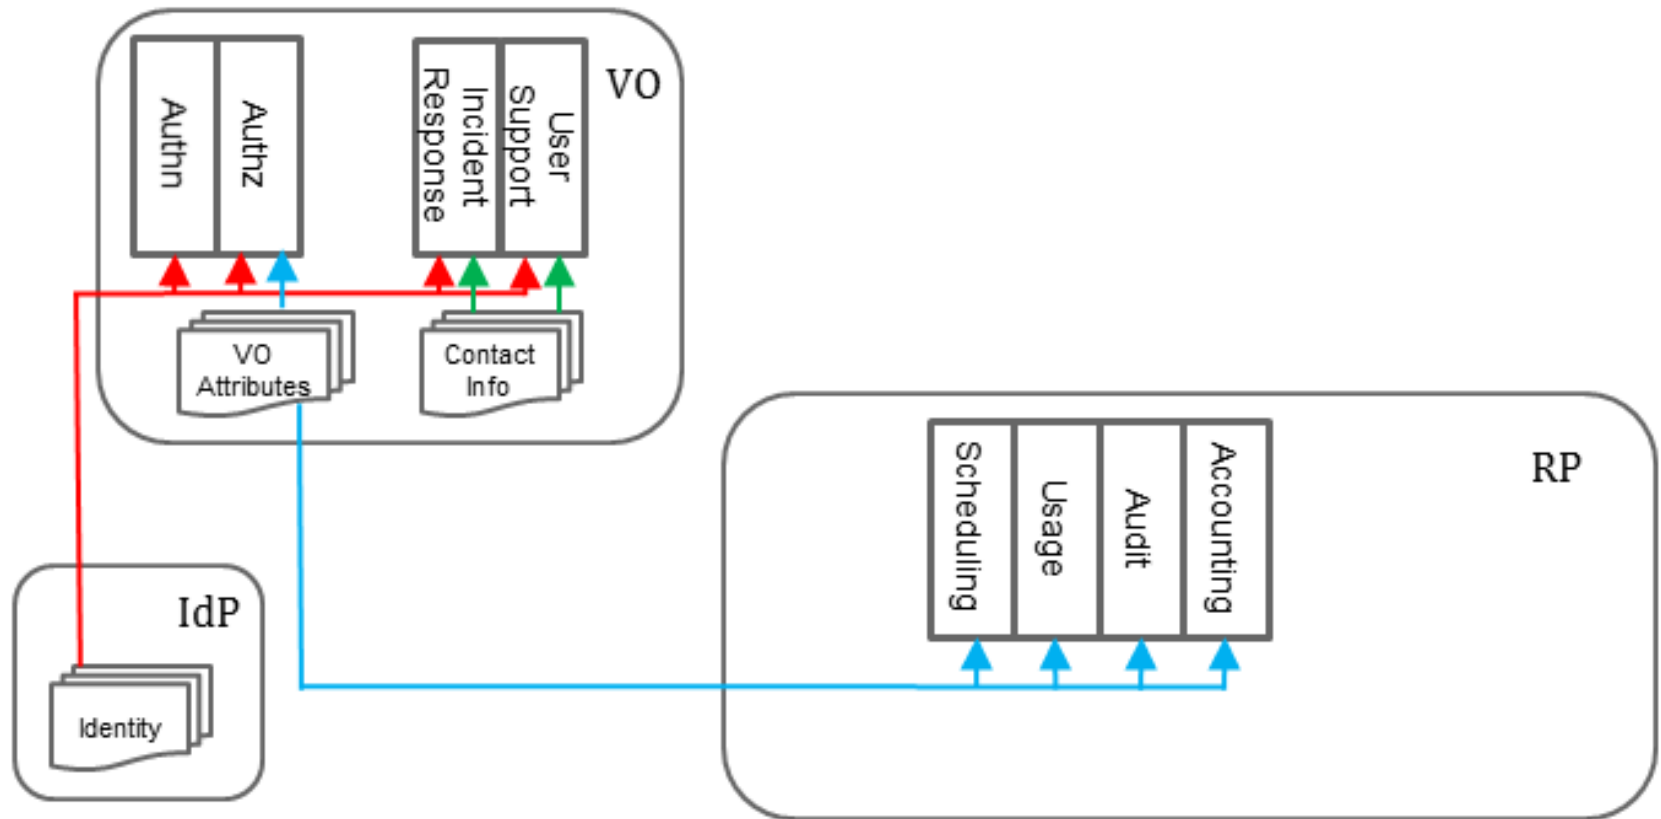 VO
Authn
Authz
Incident
Response
User
Support
VO
Attributes
Contact
Info
RP
Scheduling
Usage
Audit
Accounting
IdP
Identity